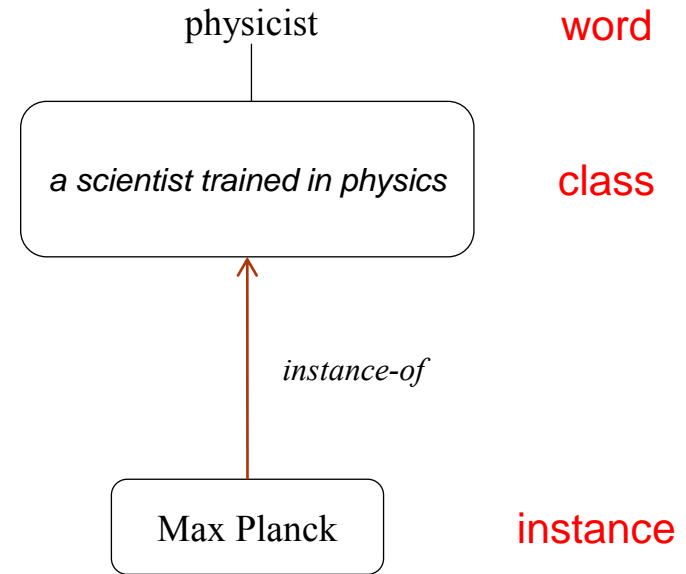 physicist word
a scientist trained in physics class
instance-of
Max Planck instance